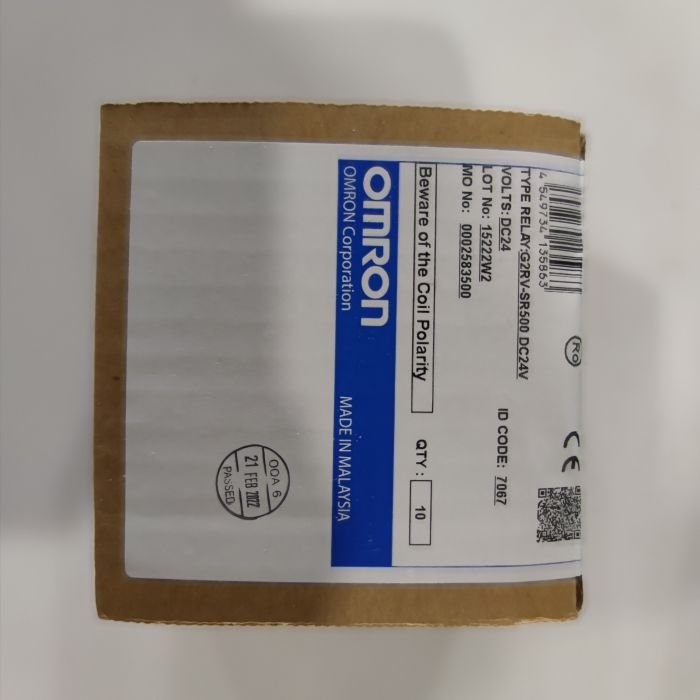 4 549734 135863
TYPE RELAY:G2RV-SR500 DC24V
VOLTS: DC24
ID CODE: 7067
LOT No: 15222W2
MO No: 0002583500
Beware of the Coil Polarity
QTY : 10
OMRON
OMRON Corporation
MADE IN MALAYSIA
OQA 6
21 FEB 2022
PASSED
CE